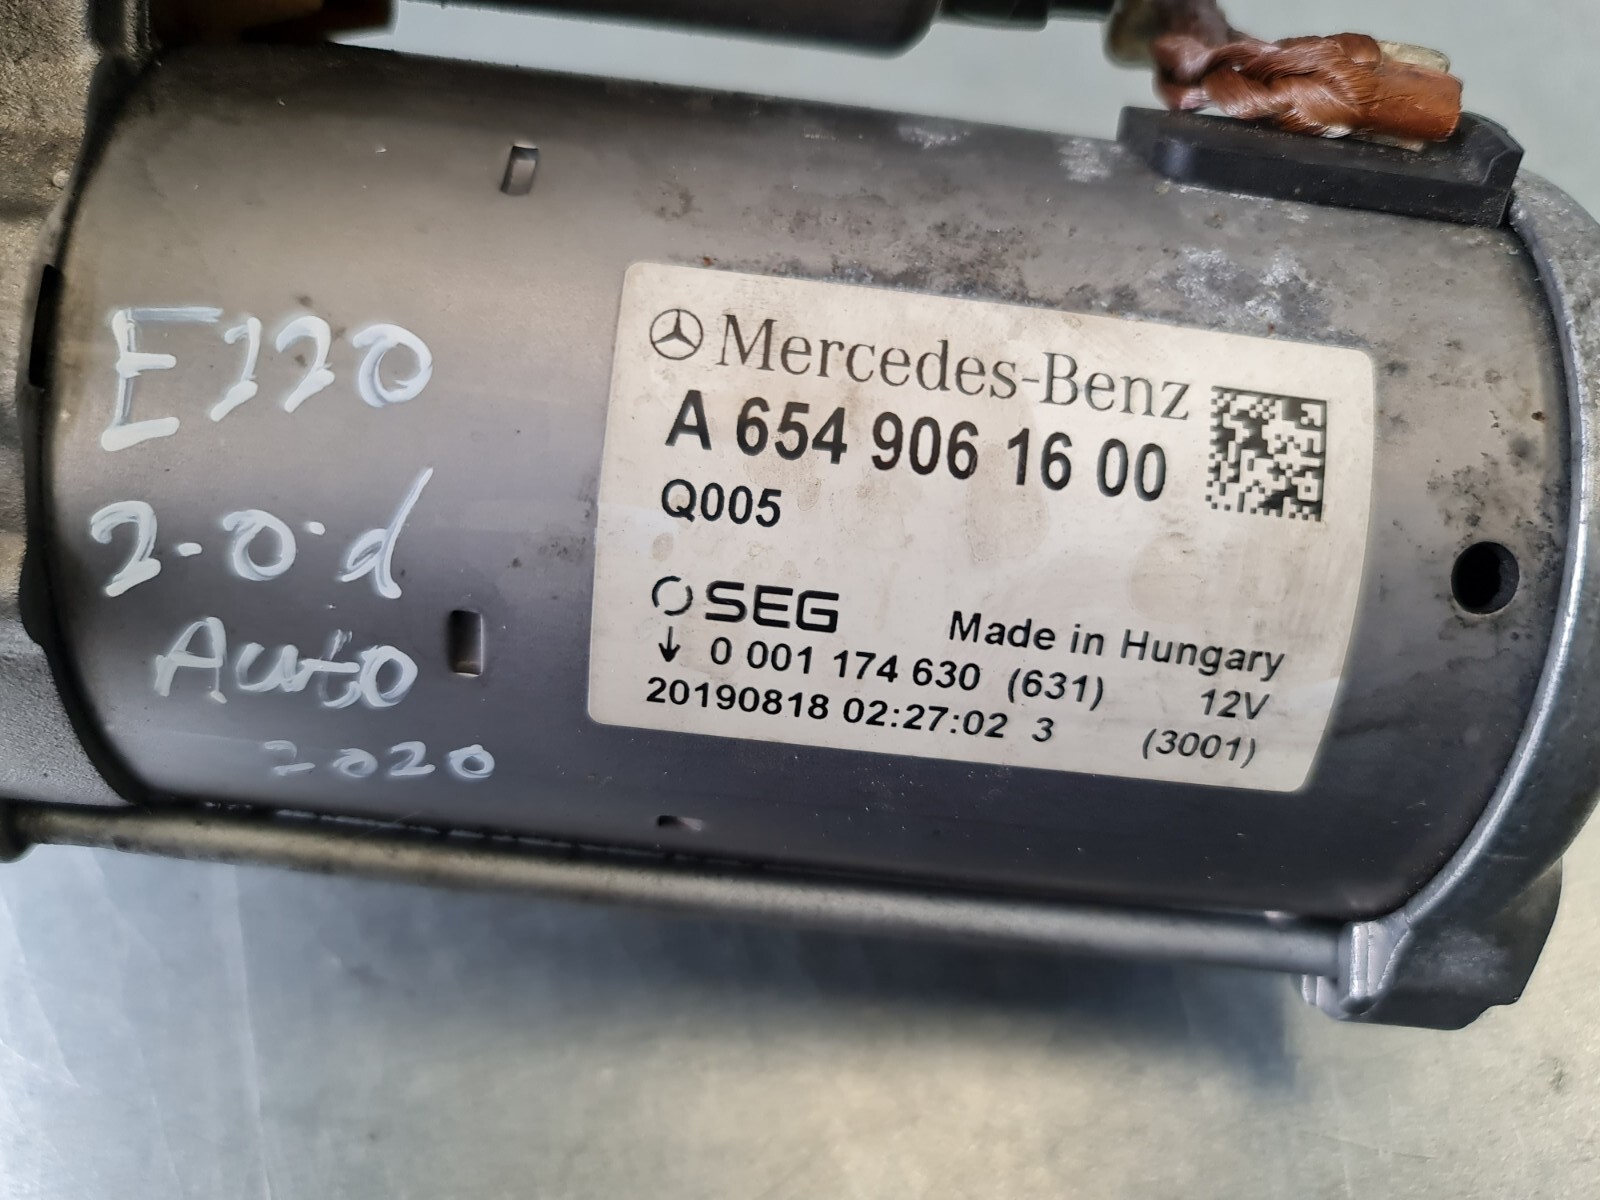 E220
2.0 d
Auto
2020
Mercedes-Benz
A 654 906 16 00
Q005
SEG
Made in Hungary
↓ 0 001 174 630 (631) 12V
20190818 02:27:02 3 (3001)